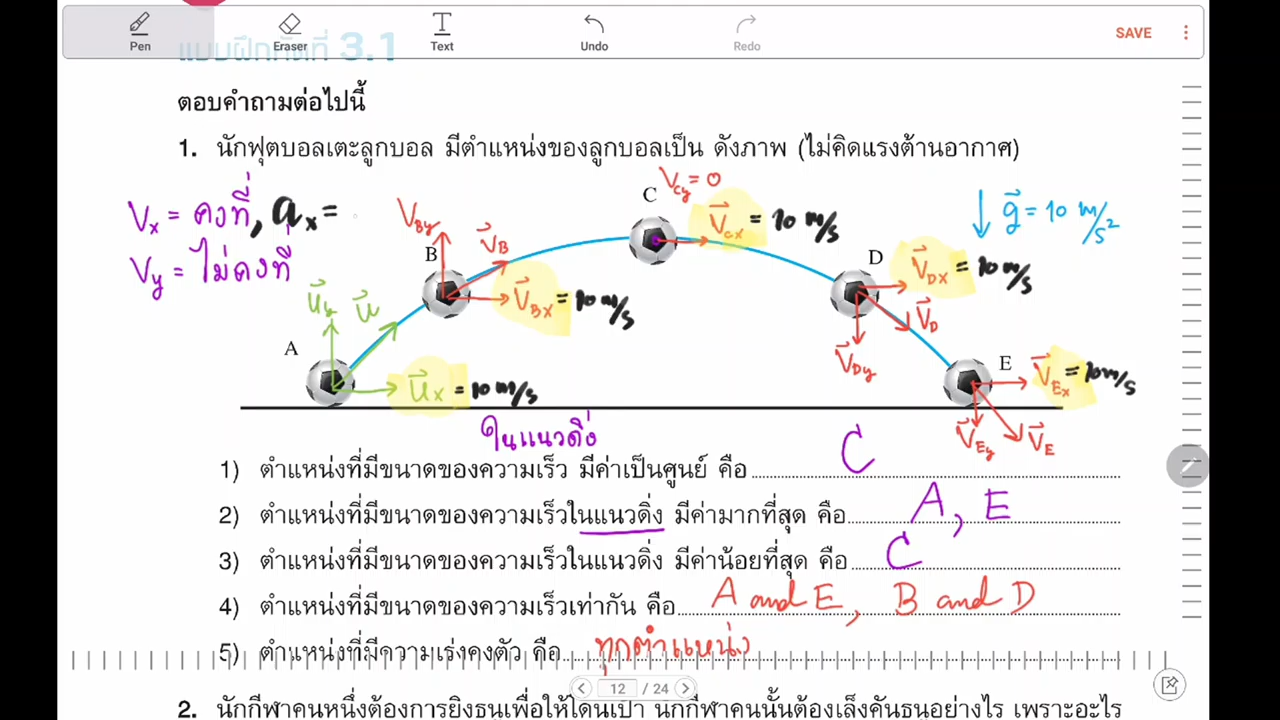 Pen Eraser Text Undo Redo SAVE
แบบฝึกหัดที่ 3.1
ตอบคำถามต่อไปนี้
1. นักฟุตบอลเตะลูกบอล มีตำแหน่งของลูกบอลเป็น ดังภาพ (ไม่คิดแรงต้านอากาศ)
Vx = คงที่, ax =
Vy = ไม่คงที่
VCy = 0
C
VCx = 10 m/s
g = 10 m/s²
VBy
B
VB
VBx = 10 m/s
D
VDx = 10 m/s
VD
VDy
uy
u
A
ux = 10 m/s
E
VEx = 10 m/s
VEy
VE
ในแนวดิ่ง
1) ตำแหน่งที่มีขนาดของความเร็ว มีค่าเป็นศูนย์ คือ C
2) ตำแหน่งที่มีขนาดของความเร็วในแนวดิ่ง มีค่ามากที่สุด คือ A, E
3) ตำแหน่งที่มีขนาดของความเร็วในแนวดิ่ง มีค่าน้อยที่สุด คือ C
4) ตำแหน่งที่มีขนาดของความเร็วเท่ากัน คือ A and E, B and D
5) ตำแหน่งที่มีความเร่งคงตัว คือ ทุกตำแหน่ง
12 / 24
2. นักกีฬาคนหนึ่งต้องการยิงธนูเพื่อให้โดนเป้า นักกีฬาคนนั้นต้องเล็งคันธนูอย่างไร เพราะอะไร